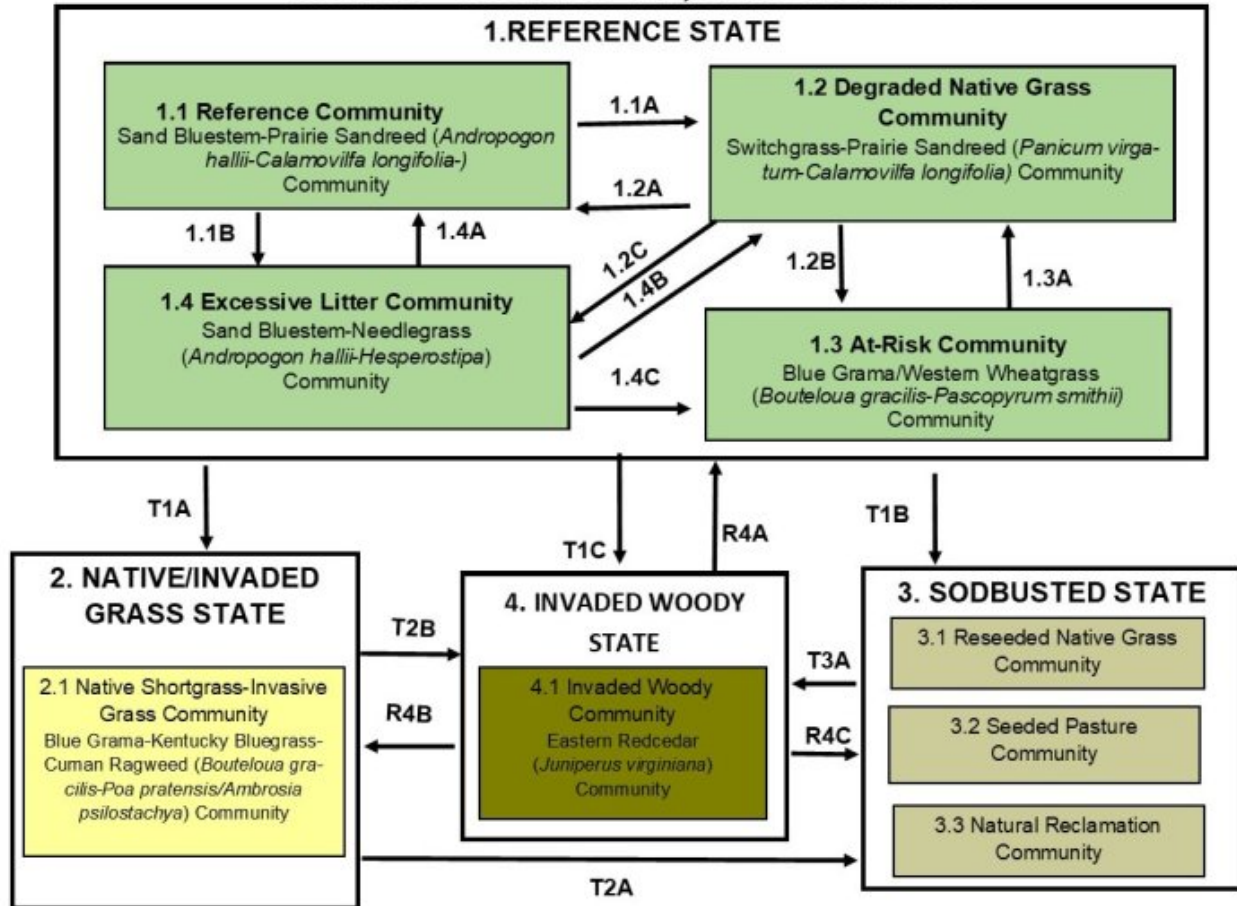 1.REFERENCE STATE
1.1 Reference Community
Sand Bluestem-Prairie Sandreed (Andropogon
hallii-Calamovilfa longifolia-)
Community
1.1A
1.2A
1.2 Degraded Native Grass
Community
Switchgrass-Prairie Sandreed (Panicum virga-
tum-Calamovilfa longifolia) Community
1.1B
1.4A
1.2C
1.4B
1.2B
1.3A
1.4 Excessive Litter Community
Sand Bluestem-Needlegrass
(Andropogon hallii-Hesperostipa)
Community
1.4C
1.3 At-Risk Community
Blue Grama/Western Wheatgrass
(Bouteloua gracilis-Pascopyrum smithii)
Community
T1A
T1C
R4A
T1B
2. NATIVE/INVADED
GRASS STATE
2.1 Native Shortgrass-Invasive
Grass Community
Blue Grama-Kentucky Bluegrass-
Cuman Ragweed (Bouteloua gra-
cilis-Poa pratensis/Ambrosia
psilostachya) Community
T2B
R4B
4. INVADED WOODY
STATE
4.1 Invaded Woody
Community
Eastern Redcedar
(Juniperus virginiana)
Community
T3A
R4C
3. SODBUSTED STATE
3.1 Reseeded Native Grass
Community
3.2 Seeded Pasture
Community
3.3 Natural Reclamation
Community
T2A